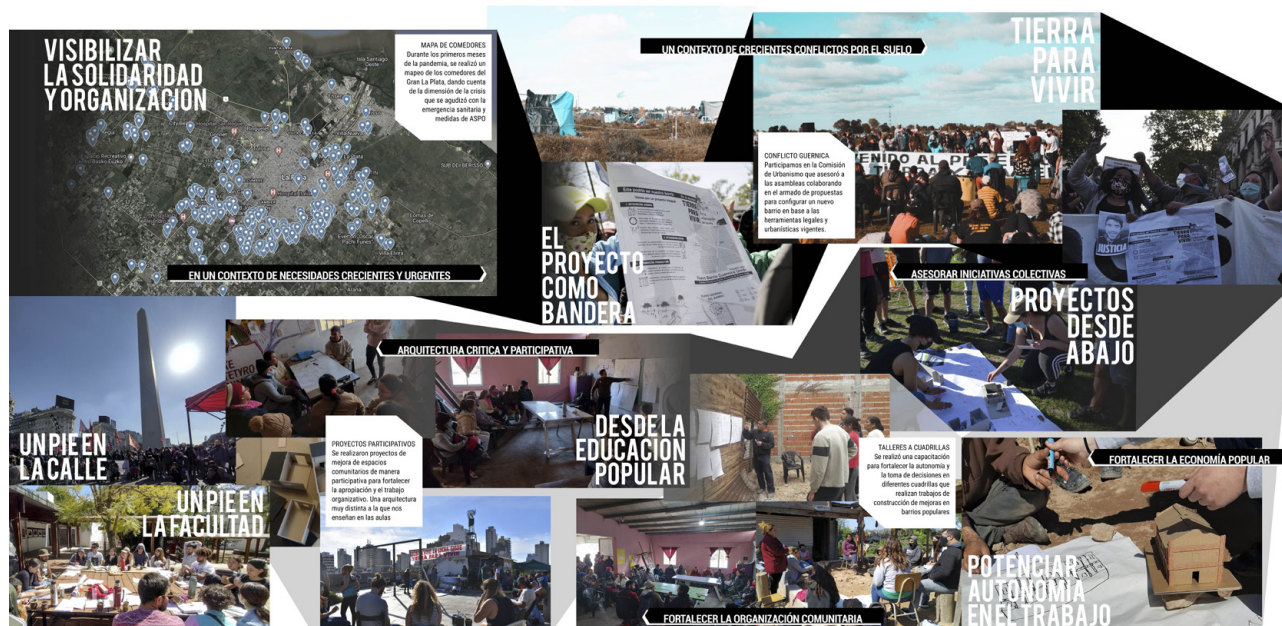 VISIBILIZAR
LA SOLIDARIDAD
Y ORGANIZACION
MAPA DE COMEDORES
Durante los primeros meses
de la pandemia, se realizó un
mapeo de los comedores del
Gran La Plata, dando cuenta
de la dimensión de la crisis
que se agudizó con la
emergencia sanitaria y
medidas de ASPO
EN UN CONTEXTO DE NECESIDADES CRECIENTES Y URGENTES
UN CONTEXTO DE CRECIENTES CONFLICTOS POR EL SUELO
TIERRA
PARA
VIVIR
CONFLICTO GUERNICA
Participamos en la Comisión
de Urbanismo que asesoró a
las asambleas colaborando
en el armado de propuestas
para configurar un nuevo
barrio en base a las
herramientas legales y
urbanísticas vigentes.
TIERRA
PARA
VIVIR
JUSTICIA
EL
PROYECTO
COMO
BANDERA
ASESORAR INICIATIVAS COLECTIVAS
PROYECTOS
DESDE
ABAJO
UN PIE EN
LA CALLE
UN PIE EN
LA FACULTAD
ARQUITECTURA CRITICA Y PARTICIPATIVA
PROYECTOS PARTICIPATIVOS
Se realizaron proyectos de
mejora de espacios
comunitarios de manera
participativa para fortalecer
la apropiación y el trabajo
organizativo. Una arquitectura
muy distinta a la que nos
enseñan en las aulas
DESDE LA
EDUCACION
POPULAR
TALLERES A CUADRILLAS
Se realizó una capacitación
para fortalecer la autonomía y
la toma de decisiones en
diferentes cuadrillas que
realizan trabajos de
construcción de mejoras en
barrios populares
FORTALECER LA ECONOMÍA POPULAR
POTENCIAR
AUTONOMIA
EN EL TRABAJO
FORTALECER LA ORGANIZACIÓN COMUNITARIA